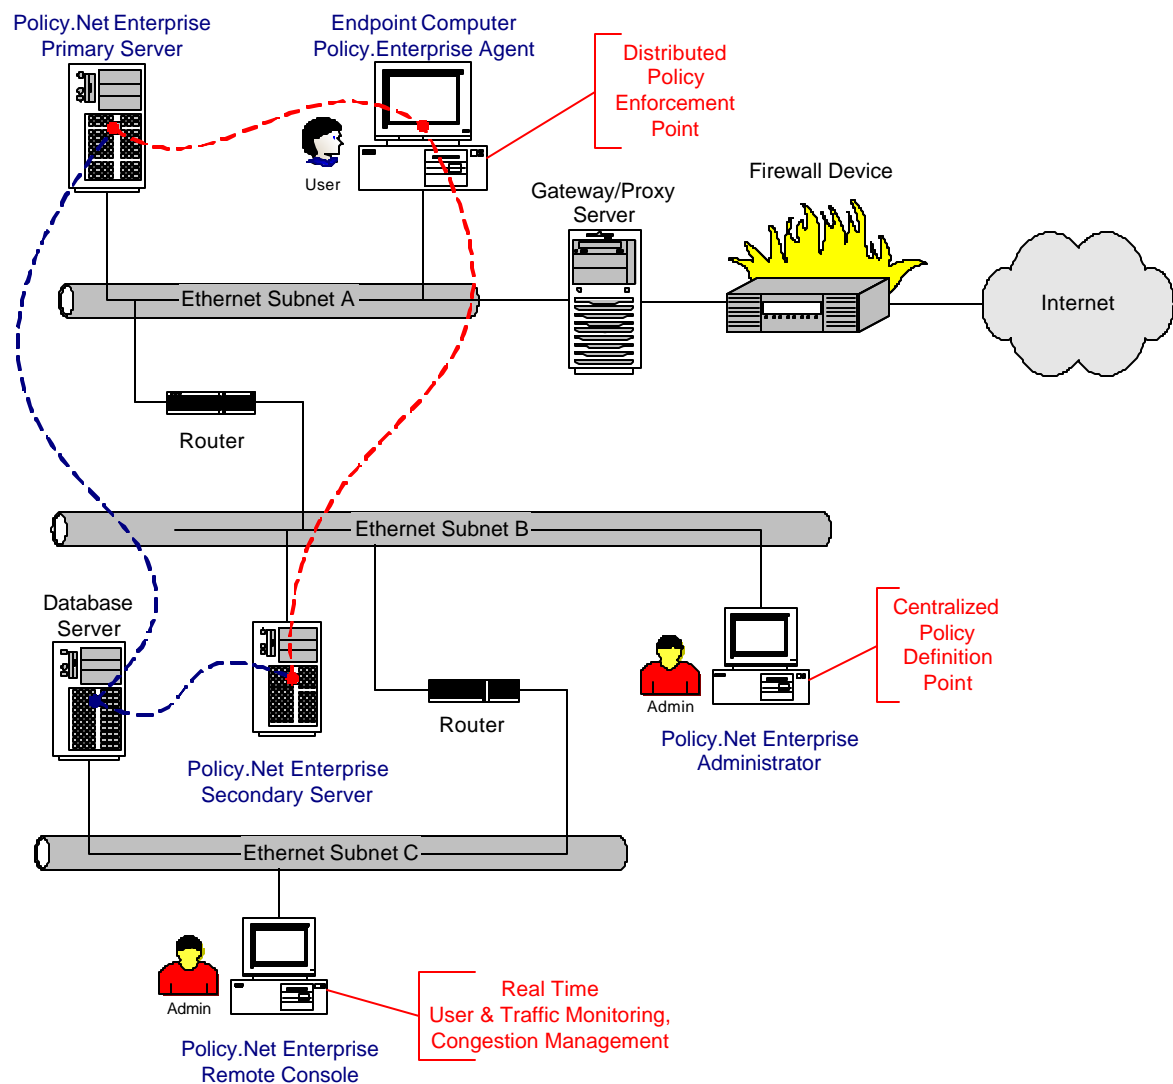 Policy.Net Enterprise
Primary Server
Endpoint Computer
Policy.Enterprise Agent
Distributed
Policy
Enforcement
Point
User
Gateway/Proxy
Server
Firewall Device
Ethernet Subnet A
Internet
Router
Ethernet Subnet B
Database
Server
Centralized
Policy
Definition
Point
Admin
Router
Policy.Net Enterprise
Administrator
Policy.Net Enterprise
Secondary Server
Ethernet Subnet C
Admin
Real Time
User & Traffic Monitoring,
Congestion Management
Policy.Net Enterprise
Remote Console